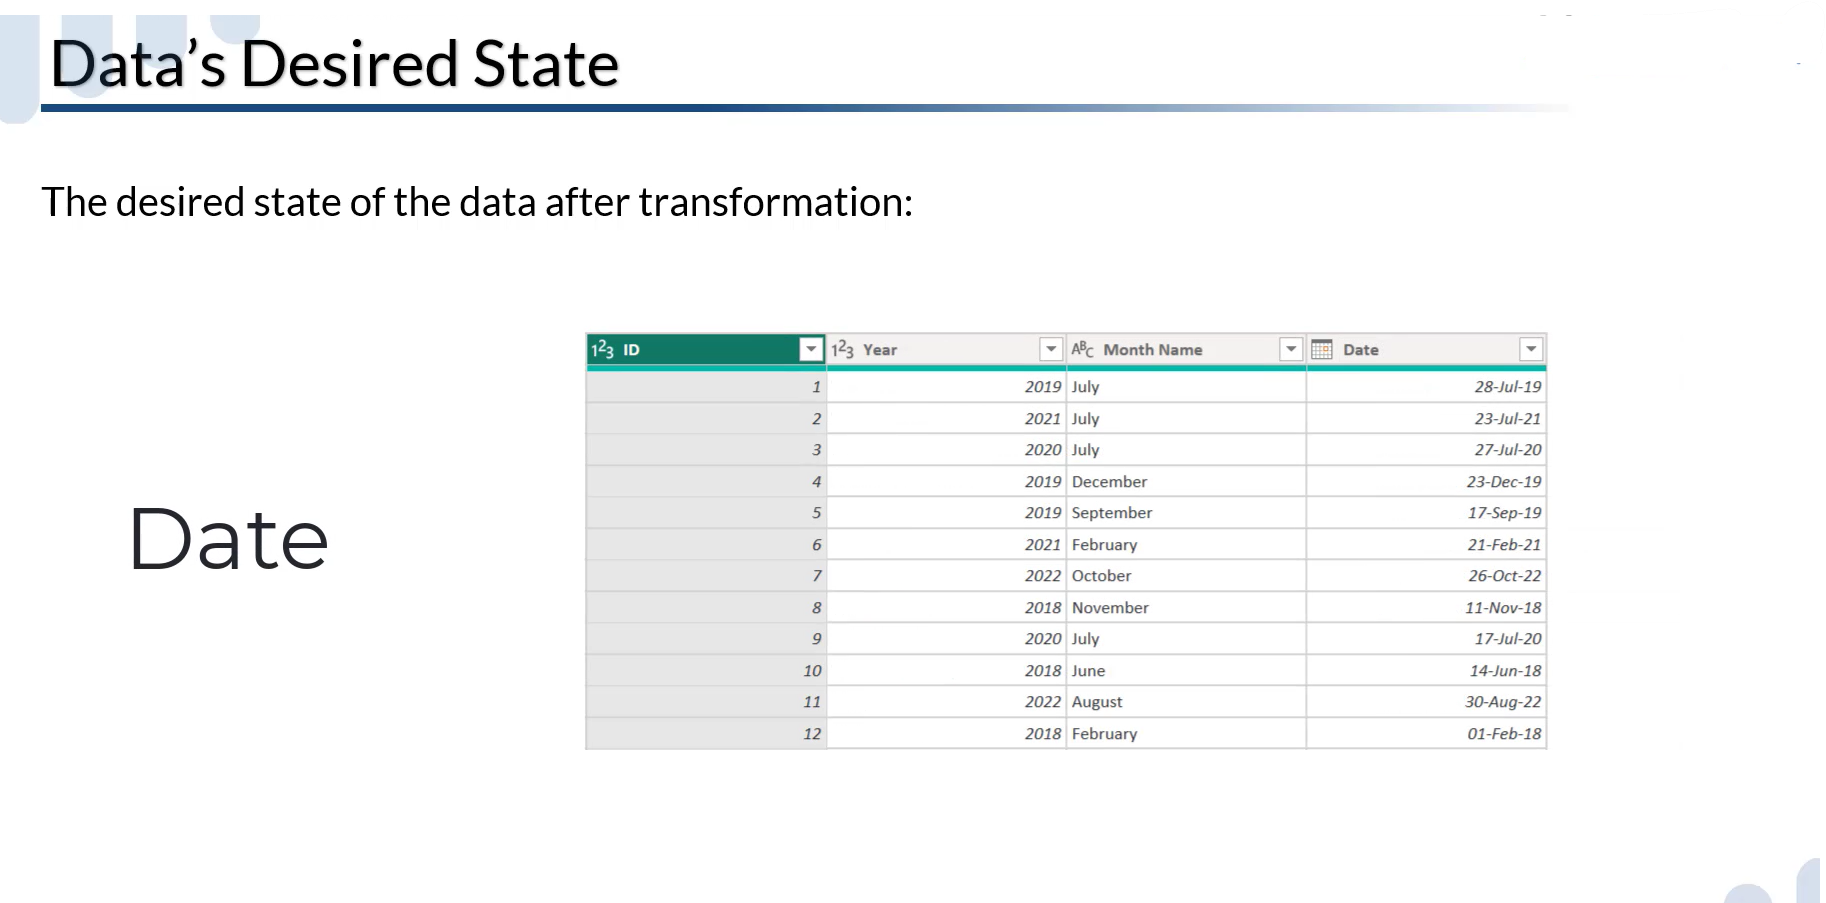 Data’s Desired State
The desired state of the data after transformation:
Date
123 ID 123 Year ABC Month Name Date
1 2019 July 28-Jul-19
2 2021 July 23-Jul-21
3 2020 July 27-Jul-20
4 2019 December 23-Dec-19
5 2019 September 17-Sep-19
6 2021 February 21-Feb-21
7 2022 October 26-Oct-22
8 2018 November 11-Nov-18
9 2020 July 17-Jul-20
10 2018 June 14-Jun-18
11 2022 August 30-Aug-22
12 2018 February 01-Feb-18